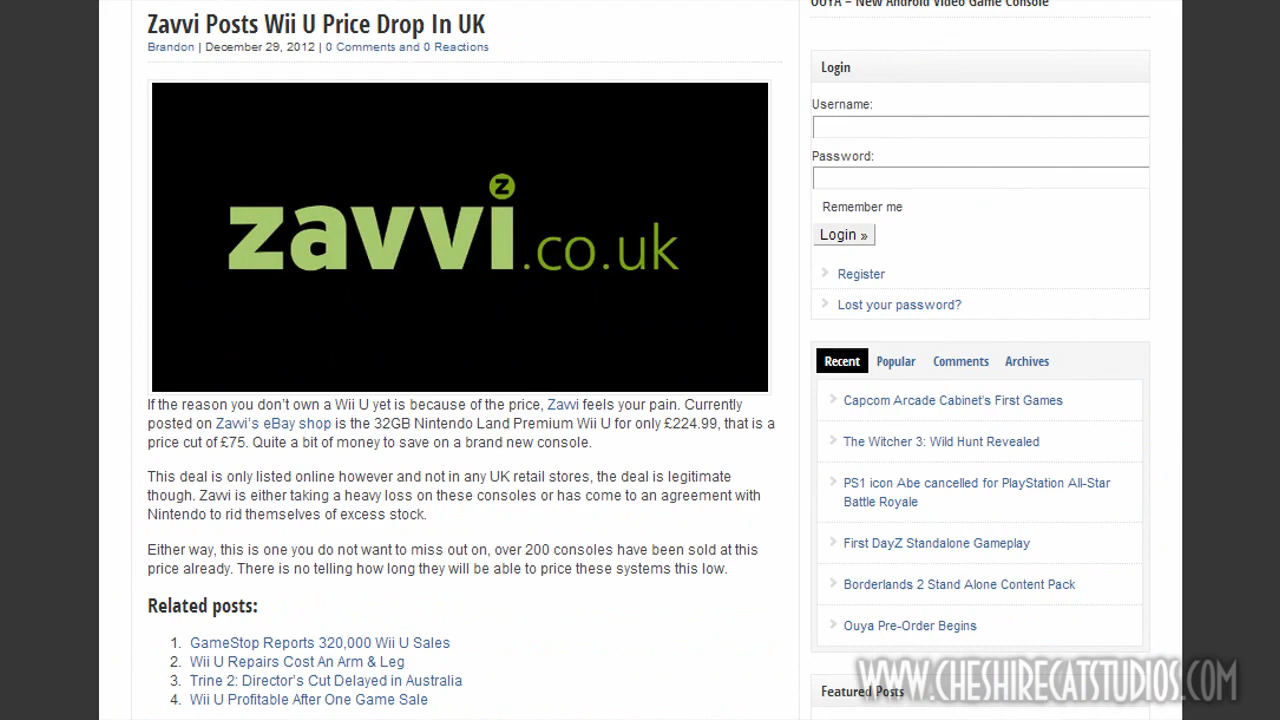 Zavvi Posts Wii U Price Drop In UK
Brandon | December 29, 2012 | 0 Comments and 0 Reactions
zavvi.co.uk
If the reason you don't own a Wii U yet is because of the price, Zavvi feels your pain. Currently
posted on Zavvi's eBay shop is the 32GB Nintendo Land Premium Wii U for only £224.99, that is a
price cut of £75. Quite a bit of money to save on a brand new console.
This deal is only listed online however and not in any UK retail stores, the deal is legitimate
though. Zavvi is either taking a heavy loss on these consoles or has come to an agreement with
Nintendo to rid themselves of excess stock.
Either way, this is one you do not want to miss out on, over 200 consoles have been sold at this
price already. There is no telling how long they will be able to price these systems this low.
Related posts:
1. GameStop Reports 320,000 Wii U Sales
2. Wii U Repairs Cost An Arm & Leg
3. Trine 2: Director's Cut Delayed in Australia
4. Wii U Profitable After One Game Sale
OUYA – New Android Video Game Console
Login
Username:
Password:
Remember me
Login »
Register
Lost your password?
Recent Popular Comments Archives
Capcom Arcade Cabinet's First Games
The Witcher 3: Wild Hunt Revealed
PS1 icon Abe cancelled for PlayStation All-Star
Battle Royale
First DayZ Standalone Gameplay
Borderlands 2 Stand Alone Content Pack
Ouya Pre-Order Begins
Featured Posts
WWW.CHESHIRECATSTUDIOS.COM